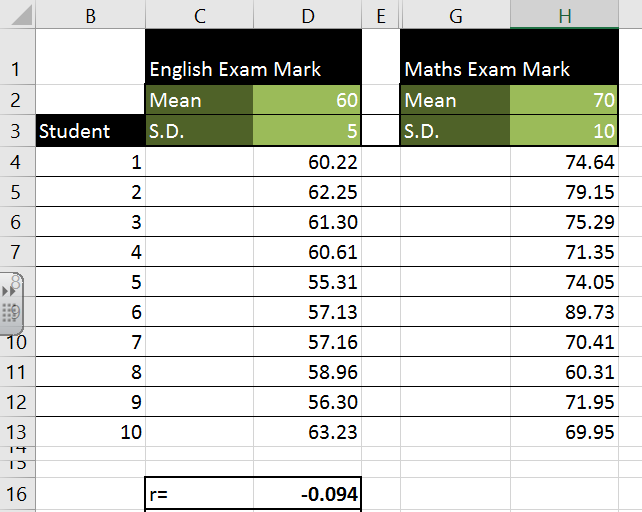 B C D E G H
1 English Exam Mark Maths Exam Mark
2 Mean 60 Mean 70
3 Student S.D. 5 S.D. 10
4 1 60.22 74.64
5 2 62.25 79.15
6 3 61.30 75.29
7 4 60.61 71.35
8 5 55.31 74.05
9 6 57.13 89.73
10 7 57.16 70.41
11 8 58.96 60.31
12 9 56.30 71.95
13 10 63.23 69.95
14
15
16 r= -0.094